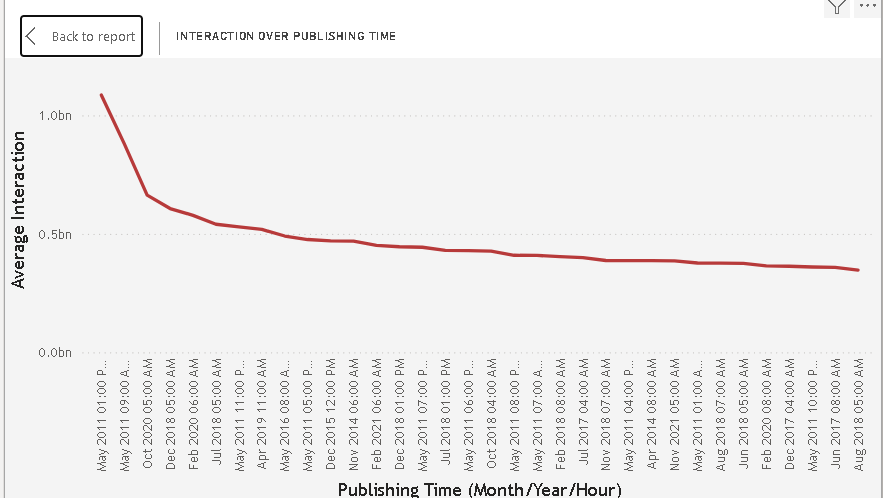 Back to report
INTERACTION OVER PUBLISHING TIME
Average Interaction
1.0bn
0.5bn
0.0bn
May 2011 01:00 P...
May 2011 09:00 A...
Oct 2020 05:00 AM
Dec 2018 05:00 AM
Feb 2020 06:00 AM
Jul 2018 05:00 AM
May 2011 11:00 P...
Apr 2019 11:00 AM
May 2016 08:00 A...
May 2011 05:00 P...
Dec 2015 12:00 PM
Nov 2014 06:00 AM
Feb 2021 06:00 AM
Dec 2018 01:00 PM
May 2011 07:00 P...
Jul 2018 01:00 PM
May 2011 06:00 P...
Oct 2018 04:00 AM
May 2011 08:00 P...
May 2011 07:00 A...
Feb 2018 08:00 AM
Jul 2017 04:00 AM
Nov 2018 07:00 AM
May 2011 04:00 P...
Apr 2014 08:00 AM
Nov 2021 05:00 AM
May 2011 01:00 A...
Aug 2018 07:00 AM
Jun 2018 05:00 AM
Feb 2020 08:00 AM
Dec 2017 04:00 AM
May 2011 10:00 P...
Jun 2017 08:00 AM
Aug 2018 05:00 AM
Publishing Time (Month/Year/Hour)